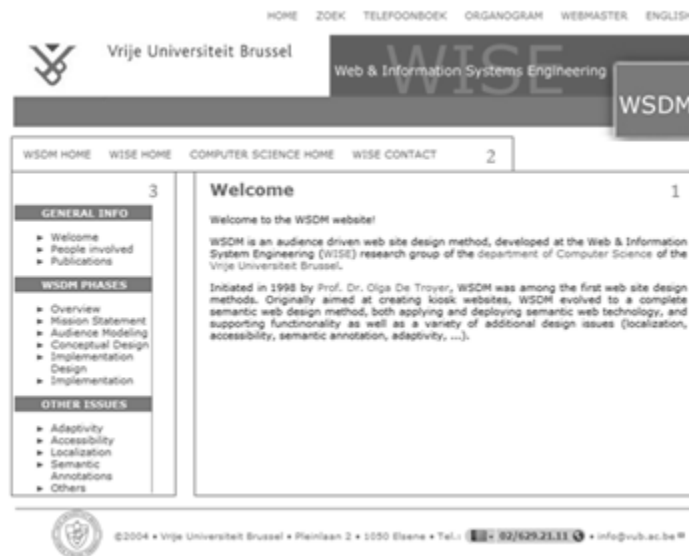 HOME ZOEK TELEFOONBOEK ORGANOGRAM WEBMASTER ENGLISH
Vrije Universiteit Brussel
WISE
Web & Information Systems Engineering
WSDM
WSDM HOME WISE HOME COMPUTER SCIENCE HOME WISE CONTACT 2
3
GENERAL INFO
► Welcome
► People involved
► Publications
WSDM PHASES
► Overview
► Mission Statement
► Audience Modeling
► Conceptual Design
► Implementation
Design
► Implementation
OTHER ISSUES
► Adaptivity
► Accessibility
► Localization
► Semantic
Annotations
► Others
Welcome 1
Welcome to the WSDM website!
WSDM is an audience driven web site design method, developed at the Web & Information
System Engineering (WISE) research group of the department of Computer Science of the
Vrije Universiteit Brussel.
Initiated in 1998 by Prof. Dr. Olga De Troyer, WSDM was among the first web site design
methods. Originally aimed at creating kiosk websites, WSDM evolved to a complete
semantic web design method, both applying and deploying semantic web technology, and
supporting functinonality as well as a variety of additional design issues (localization,
accessibility, semantic annotation, adaptivity, ...).
©2004 • Vrije Universiteit Brussel • Pleinlaan 2 • 1050 Elsene • Tel.: 02/629.21.11 • info@vub.ac.be